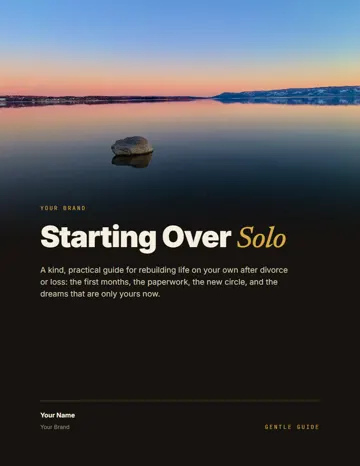 YOUR BRAND
Starting Over Solo
A kind, practical guide for rebuilding life on your own after divorce
or loss: the first months, the paperwork, the new circle, and the
dreams that are only yours now.
Your Name
Your Brand
GENTLE GUIDE